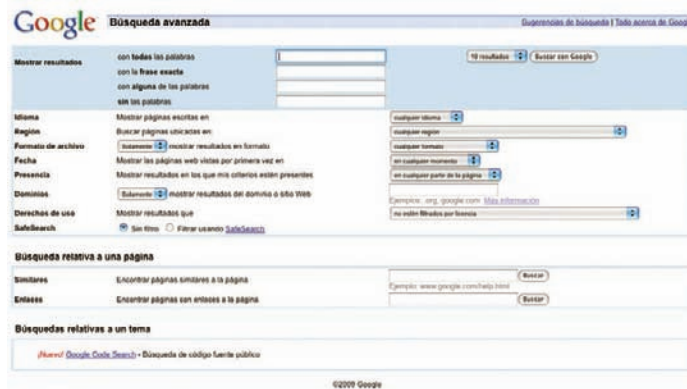 Google Búsqueda avanzada Sugerencias de búsqueda | Todo acerca de Goog
Mostrar resultados con todas las palabras 10 resultados Buscar con Google
con la frase exacta
con alguna de las palabras
sin las palabras
Idioma Mostrar páginas escritas en cualquier idioma
Región Buscar páginas ubicadas en: cualquier región
Formato de archivo Solamente mostrar resultados en formato cualquier formato
Fecha Mostrar las páginas web vistas por primera vez en en cualquier momento
Presencia Mostrar resultados en los que mis criterios estén presentes en cualquier parte de la página
Dominios Solamente mostrar resultados del dominio o sitio Web
Ejemplos: .org, google.com Más información
Derechos de uso Mostrar resultados que no estén filtrados por licencia
SafeSearch Sin filtro Filtrar usando SafeSearch
Búsqueda relativa a una página
Similares Encontrar páginas similares a la página Buscar
Ejemplo: www.google.com/help.html
Enlaces Encontrar páginas con enlaces a la página Buscar
Búsquedas relativas a un tema
¡Nuevo! Google Code Search - Búsqueda de código fuente público
©2009 Google